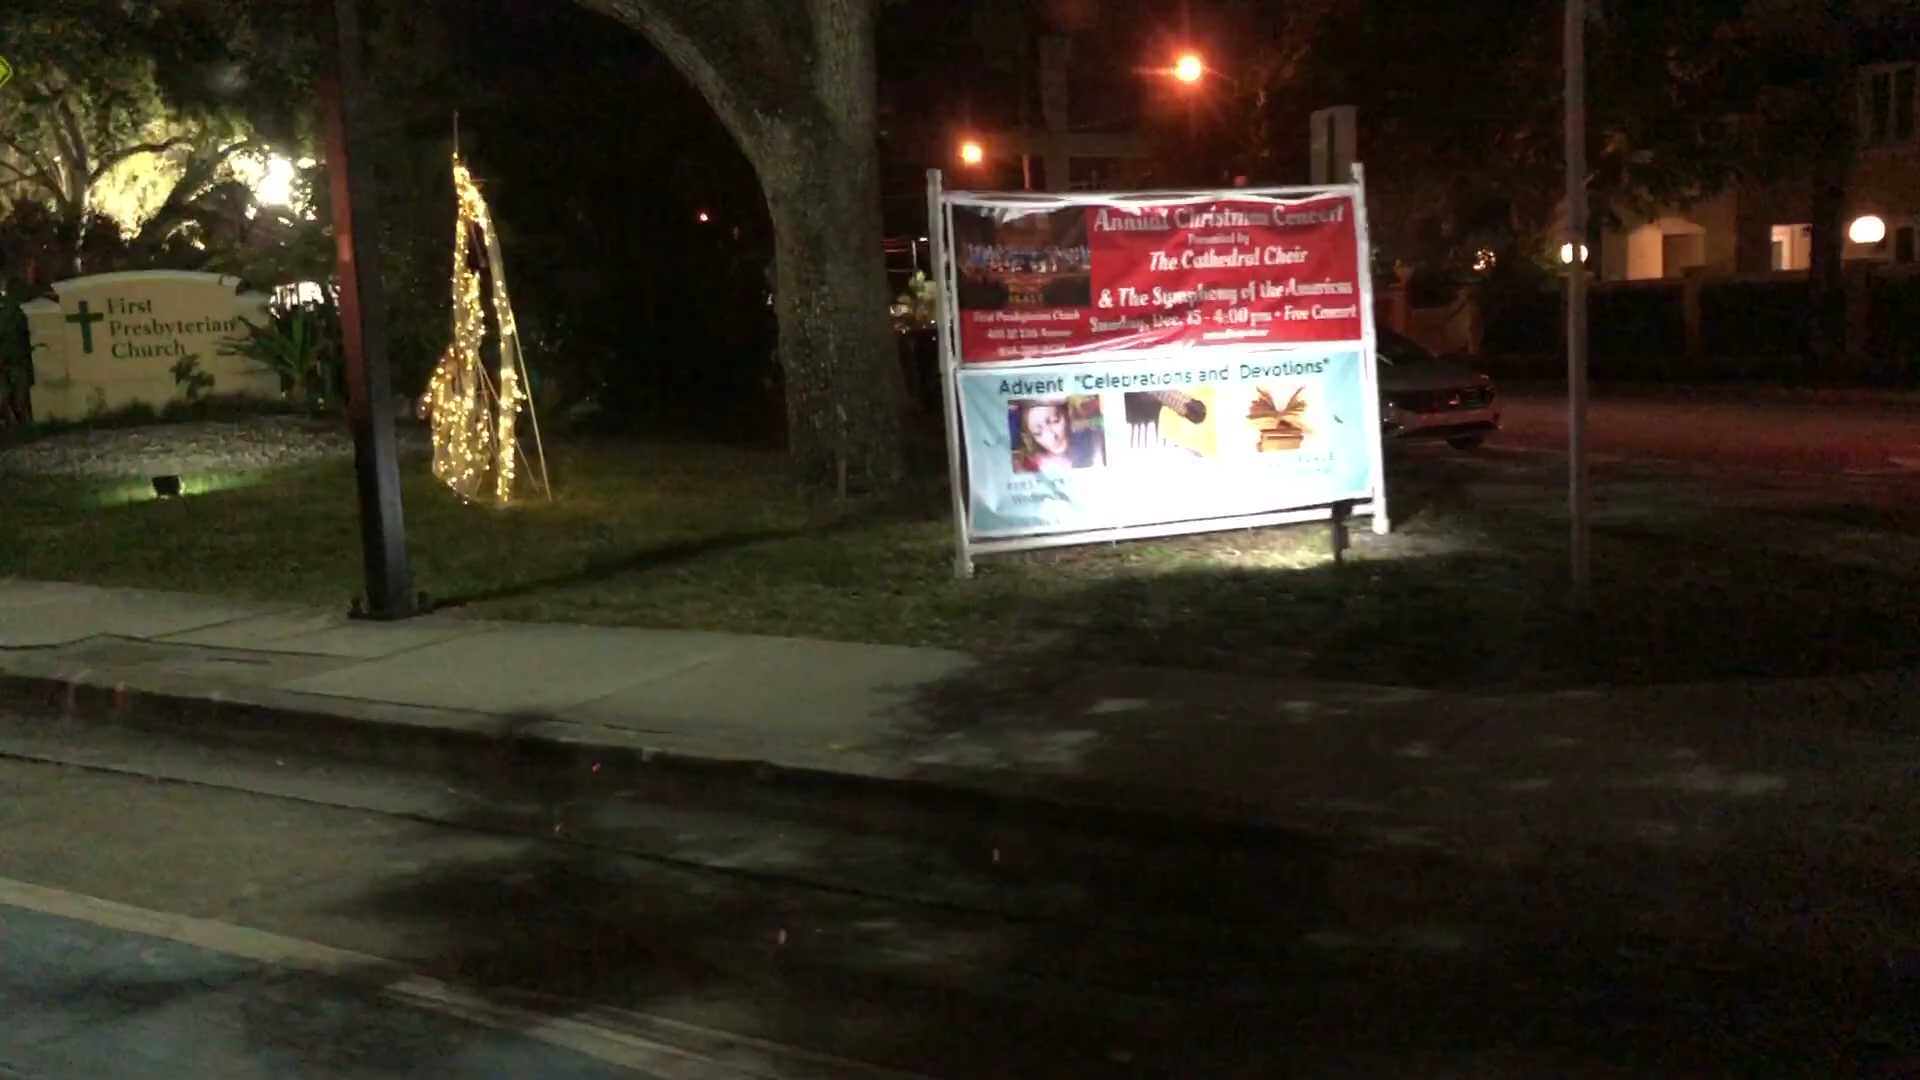 First
Presbyterian
Church
Annual Christmas Concert
Presented by
The Cathedral Choir
& The Symphony of the Americas
Sunday, Dec. 15 - 4:00 pm • Free Concert
First Presbyterian Church
Advent "Celebrations and Devotions"